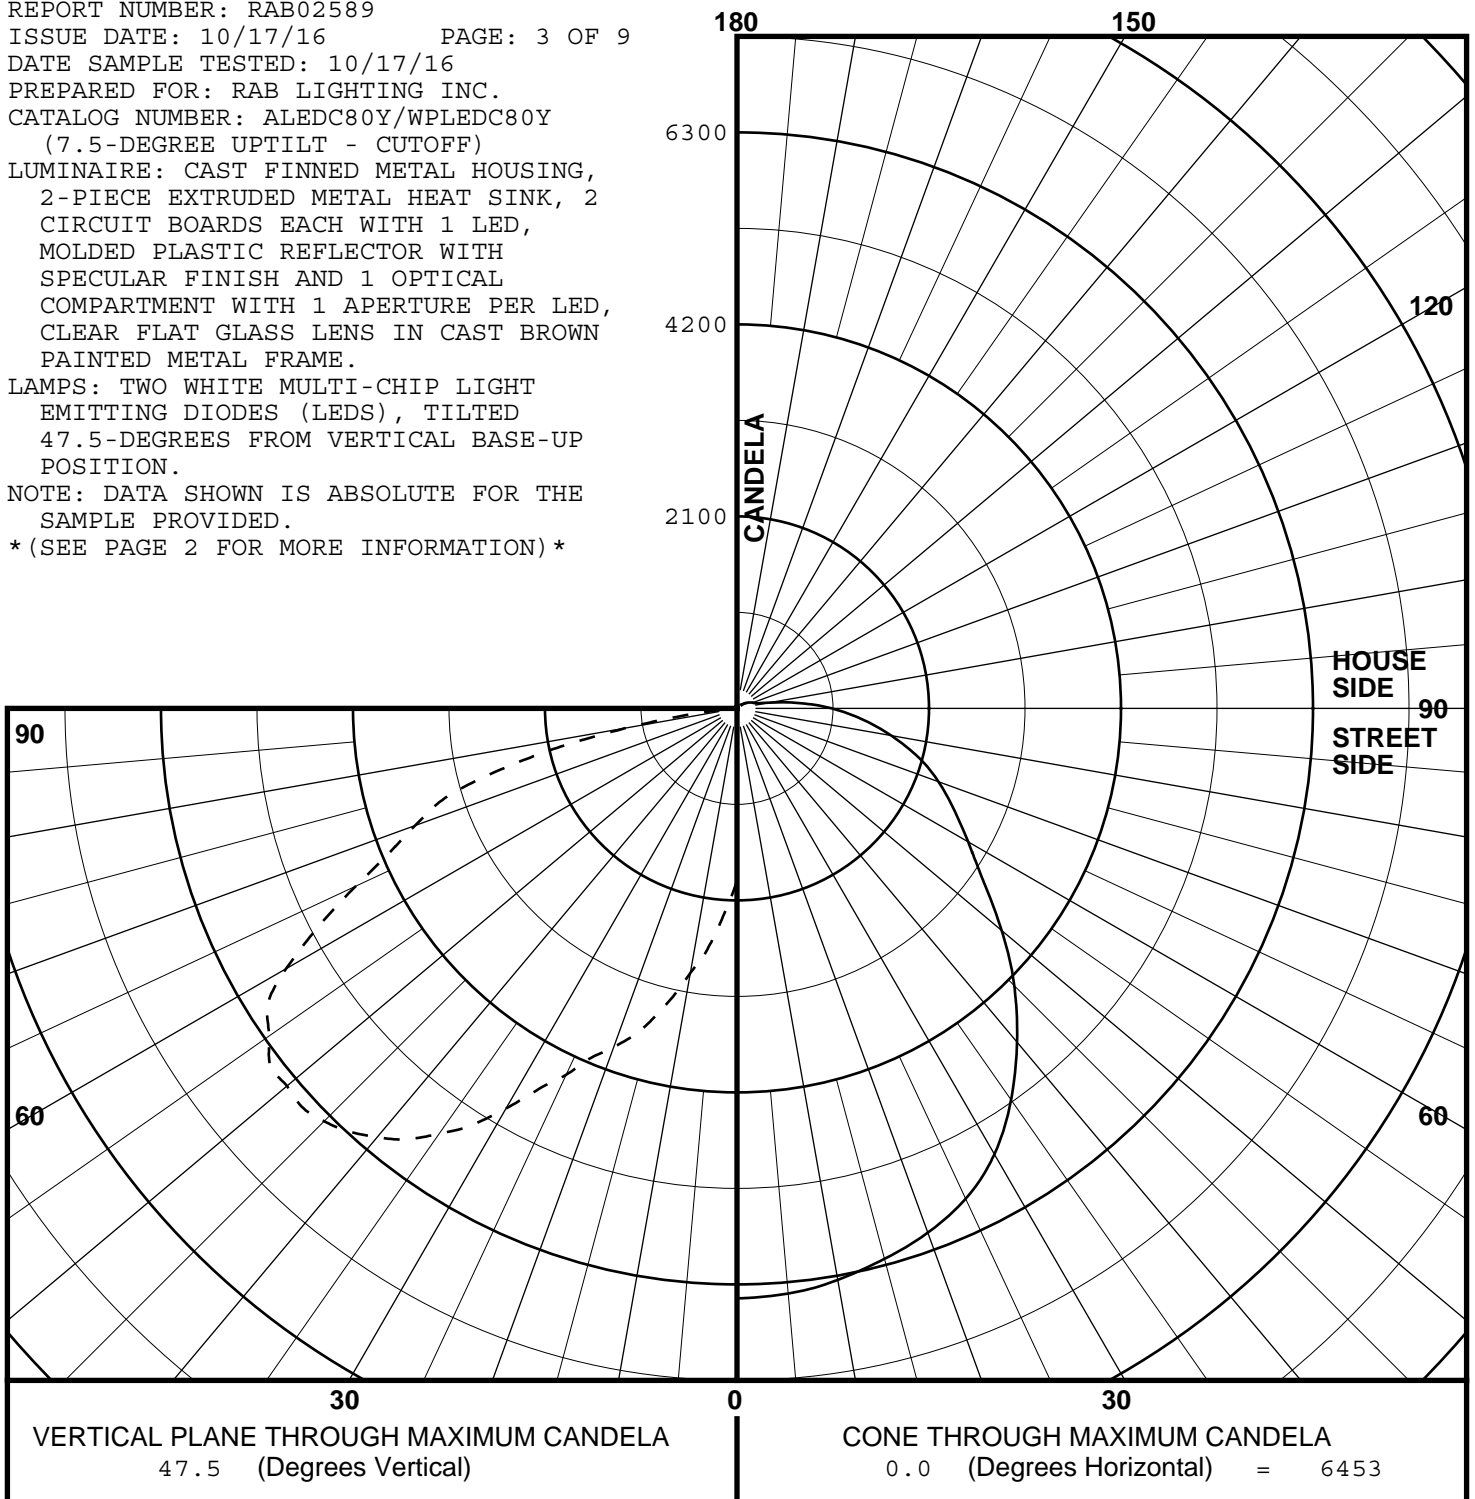 REPORT NUMBER: RAB02589
ISSUE DATE: 10/17/16 PAGE: 3 OF 9
DATE SAMPLE TESTED: 10/17/16
PREPARED FOR: RAB LIGHTING INC.
CATALOG NUMBER: ALEDC80Y/WPLEDC80Y
(7.5-DEGREE UPTILT - CUTOFF)
LUMINAIRE: CAST FINNED METAL HOUSING,
2-PIECE EXTRUDED METAL HEAT SINK, 2
CIRCUIT BOARDS EACH WITH 1 LED,
MOLDED PLASTIC REFLECTOR WITH
SPECULAR FINISH AND 1 OPTICAL
COMPARTMENT WITH 1 APERTURE PER LED,
CLEAR FLAT GLASS LENS IN CAST BROWN
PAINTED METAL FRAME.
LAMPS: TWO WHITE MULTI-CHIP LIGHT
EMITTING DIODES (LEDS), TILTED
47.5-DEGREES FROM VERTICAL BASE-UP
POSITION.
NOTE: DATA SHOWN IS ABSOLUTE FOR THE
SAMPLE PROVIDED.
*(SEE PAGE 2 FOR MORE INFORMATION)*
180
150
6300
120
4200
CANDELA
2100
HOUSE
SIDE
90
90
STREET
SIDE
60
60
30
0
30
VERTICAL PLANE THROUGH MAXIMUM CANDELA
47.5 (Degrees Vertical)
CONE THROUGH MAXIMUM CANDELA
0.0 (Degrees Horizontal) = 6453